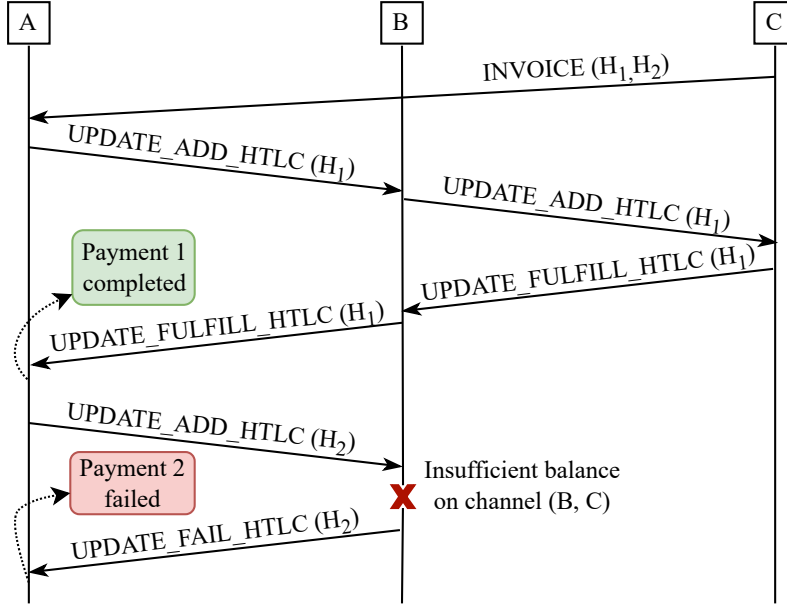 A
B
C
INVOICE (H1,H2)
UPDATE_ADD_HTLC (H1)
UPDATE_ADD_HTLC (H1)
Payment 1
completed
UPDATE_FULFILL_HTLC (H1)
UPDATE_FULFILL_HTLC (H1)
UPDATE_ADD_HTLC (H2)
Payment 2
failed
Insufficient balance
on channel (B, C)
UPDATE_FAIL_HTLC (H2)